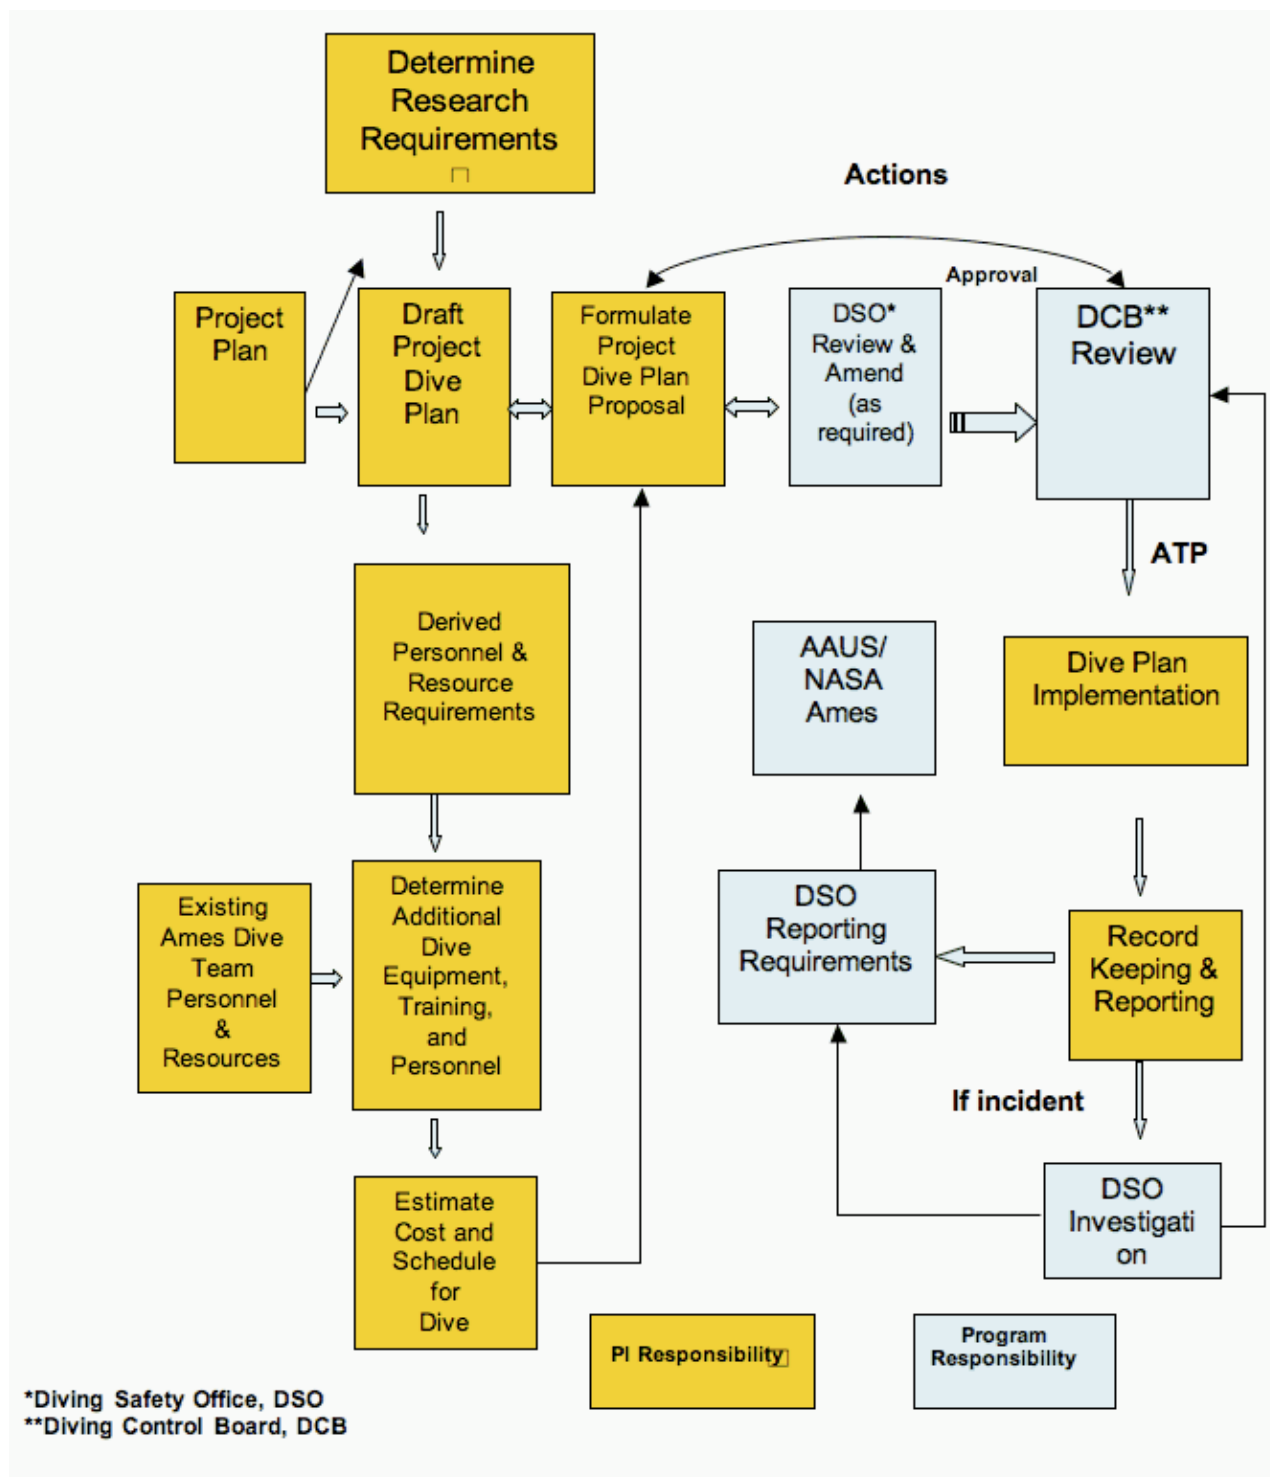 Determine
Research
Requirements
Actions
Approval
Project
Plan
Draft
Project
Dive
Plan
Formulate
Project
Dive Plan
Proposal
DSO*
Review &
Amend
(as
required)
DCB**
Review
ATP
Derived
Personnel &
Resource
Requirements
AAUS/
NASA
Ames
Dive Plan
Implementation
Existing
Ames Dive
Team
Personnel
&
Resources
Determine
Additional
Dive
Equipment,
Training,
and
Personnel
DSO
Reporting
Requirements
Record
Keeping &
Reporting
If incident
Estimate
Cost and
Schedule
for
Dive
DSO
Investigati
on
PI Responsibility
Program
Responsibility
*Diving Safety Office, DSO
**Diving Control Board, DCB